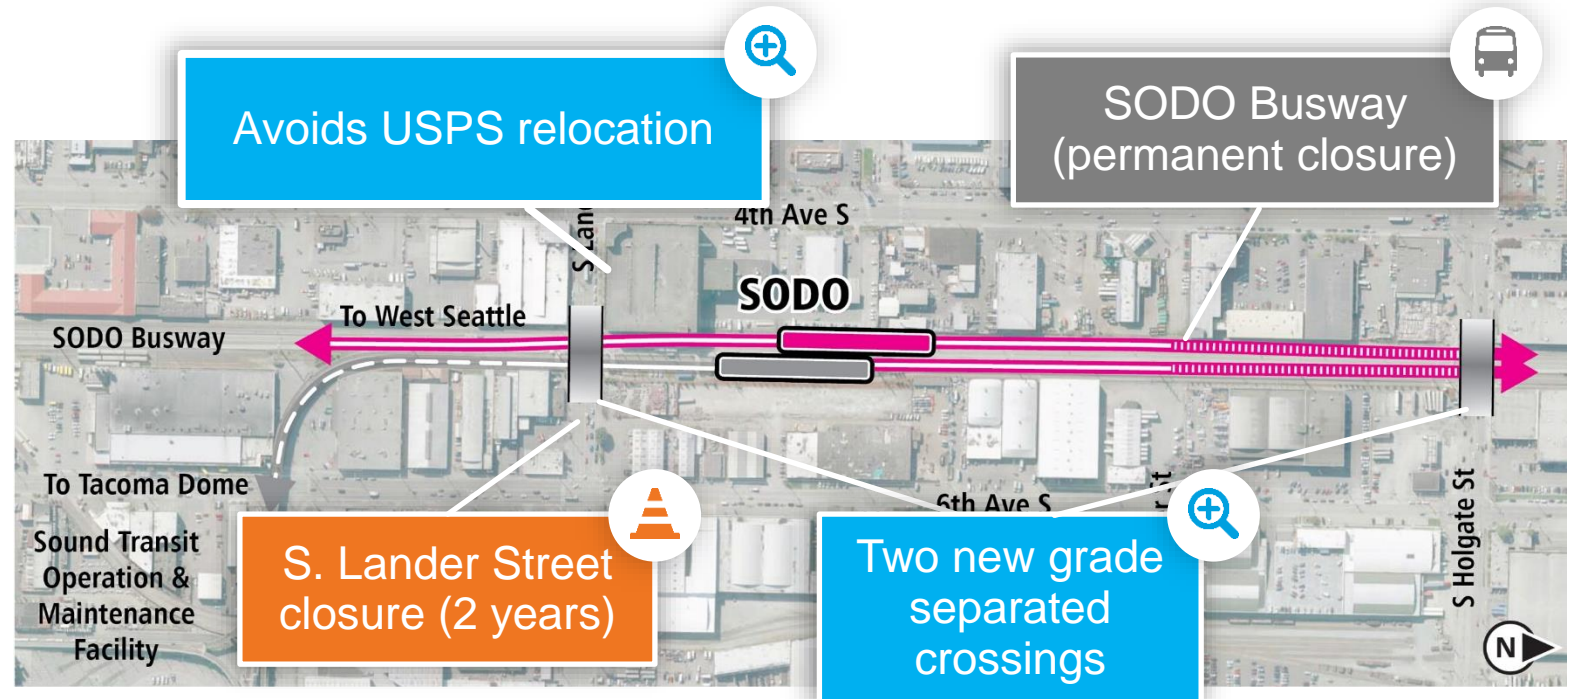 Avoids USPS relocation
SODO Busway
(permanent closure)
4th Ave S
SODO
To West Seattle
SODO Busway
To Tacoma Dome
Sound Transit
Operation &
Maintenance
Facility
S. Lander Street
closure (2 years)
6th Ave S
Two new grade
separated
crossings
S Holgate St
N